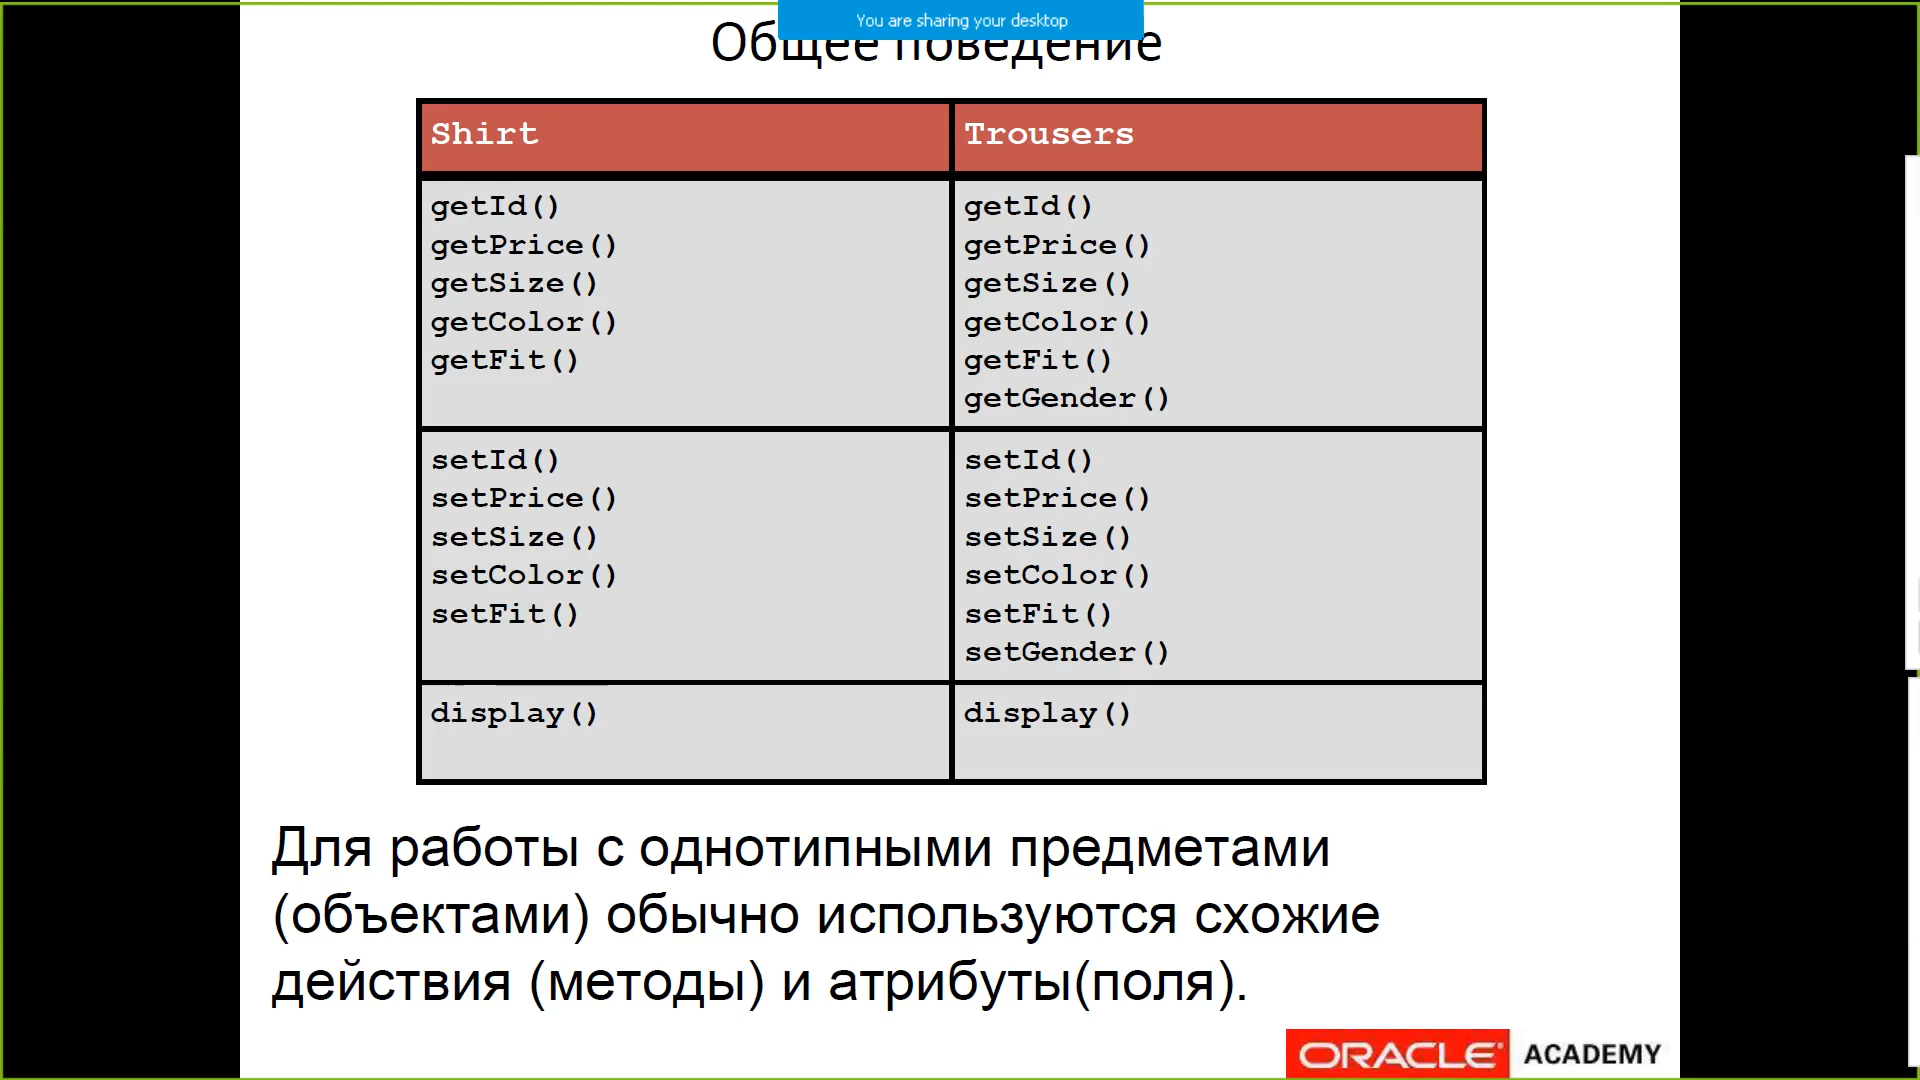 You are sharing your desktop
Общее поведение
Shirt
Trousers
getId()
getPrice()
getSize()
getColor()
getFit()
getId()
getPrice()
getSize()
getColor()
getFit()
getGender()
setId()
setPrice()
setSize()
setColor()
setFit()
setId()
setPrice()
setSize()
setColor()
setFit()
setGender()
display()
display()
Для работы с однотипными предметами
(объектами) обычно используются схожие
действия (методы) и атрибуты(поля).
ORACLE ACADEMY